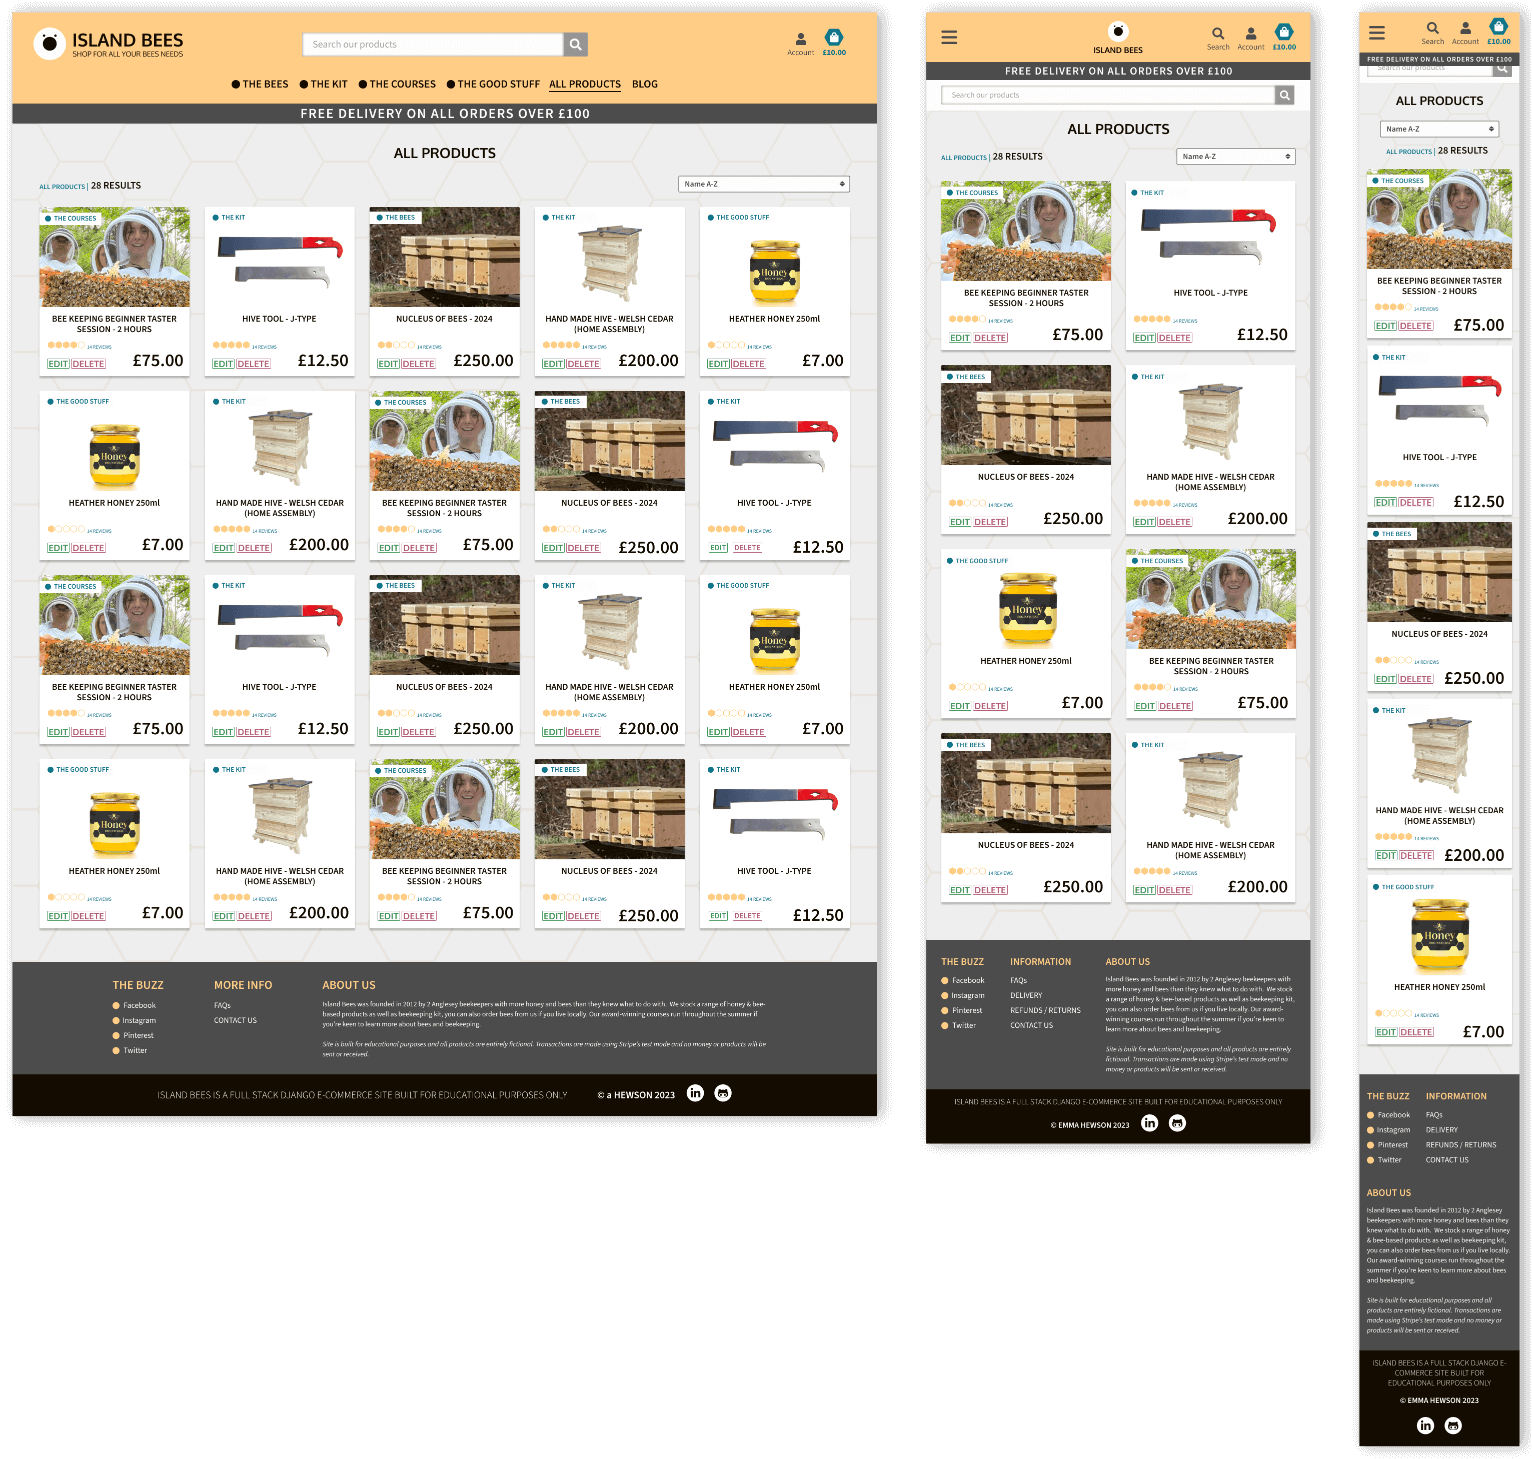 ISLAND BEES
SHOP FOR ALL YOUR BEES NEEDS
Search our products
Account
£10.00
THE BEES THE KIT THE COURSES THE GOOD STUFF ALL PRODUCTS BLOG
FREE DELIVERY ON ALL ORDERS OVER £100
ALL PRODUCTS
ALL PRODUCTS | 28 RESULTS
Name A-Z
THE COURSES
BEE KEEPING BEGINNER TASTER
SESSION - 2 HOURS
14 REVIEWS
EDIT DELETE £75.00
THE KIT
HIVE TOOL - J-TYPE
14 REVIEWS
EDIT DELETE £12.50
THE BEES
NUCLEUS OF BEES - 2024
14 REVIEWS
EDIT DELETE £250.00
THE KIT
HAND MADE HIVE - WELSH CEDAR
(HOME ASSEMBLY)
14 REVIEWS
EDIT DELETE £200.00
THE GOOD STUFF
Honey
HEATHER HONEY 250ml
14 REVIEWS
EDIT DELETE £7.00
THE GOOD STUFF
Honey
HEATHER HONEY 250ml
14 REVIEWS
EDIT DELETE £7.00
THE KIT
HAND MADE HIVE - WELSH CEDAR
(HOME ASSEMBLY)
14 REVIEWS
EDIT DELETE £200.00
THE COURSES
BEE KEEPING BEGINNER TASTER
SESSION - 2 HOURS
14 REVIEWS
EDIT DELETE £75.00
THE BEES
NUCLEUS OF BEES - 2024
14 REVIEWS
EDIT DELETE £250.00
THE KIT
HIVE TOOL - J-TYPE
14 REVIEWS
EDIT DELETE £12.50
THE COURSES
BEE KEEPING BEGINNER TASTER
SESSION - 2 HOURS
14 REVIEWS
EDIT DELETE £75.00
THE KIT
HIVE TOOL - J-TYPE
14 REVIEWS
EDIT DELETE £12.50
THE BEES
NUCLEUS OF BEES - 2024
14 REVIEWS
EDIT DELETE £250.00
THE KIT
HAND MADE HIVE - WELSH CEDAR
(HOME ASSEMBLY)
14 REVIEWS
EDIT DELETE £200.00
THE GOOD STUFF
Honey
HEATHER HONEY 250ml
14 REVIEWS
EDIT DELETE £7.00
THE GOOD STUFF
Honey
HEATHER HONEY 250ml
14 REVIEWS
EDIT DELETE £7.00
THE KIT
HAND MADE HIVE - WELSH CEDAR
(HOME ASSEMBLY)
14 REVIEWS
EDIT DELETE £200.00
THE COURSES
BEE KEEPING BEGINNER TASTER
SESSION - 2 HOURS
14 REVIEWS
EDIT DELETE £75.00
THE BEES
NUCLEUS OF BEES - 2024
14 REVIEWS
EDIT DELETE £250.00
THE KIT
HIVE TOOL - J-TYPE
14 REVIEWS
EDIT DELETE £12.50
THE BUZZ
Facebook
Instagram
Pinterest
Twitter
MORE INFO
FAQs
CONTACT US
ABOUT US
Island Bees was founded in 2012 by 2 Anglesey beekeepers with more honey and bees than they knew what to do with. We stock a range of honey & bee-
based products as well as beekeeping kit, you can also order bees from us if you live locally. Our award-winning courses run throughout the summer if
you're keen to learn more about bees and beekeeping.
Site is built for educational purposes and all products are entirely fictional. Transactions are made using Stripe's test mode and no money or products will be
sent or received.
ISLAND BEES IS A FULL STACK DJANGO E-COMMERCE SITE BUILT FOR EDUCATIONAL PURPOSES ONLY
© a HEWSON 2023
in
ISLAND BEES
Search
Account
£10.00
FREE DELIVERY ON ALL ORDERS OVER £100
Search our products
ALL PRODUCTS
ALL PRODUCTS | 28 RESULTS
Name A-Z
THE COURSES
BEE KEEPING BEGINNER TASTER
SESSION - 2 HOURS
14 REVIEWS
EDIT DELETE £75.00
THE KIT
HIVE TOOL - J-TYPE
14 REVIEWS
EDIT DELETE £12.50
THE BEES
NUCLEUS OF BEES - 2024
14 REVIEWS
EDIT DELETE £250.00
THE KIT
HAND MADE HIVE - WELSH CEDAR
(HOME ASSEMBLY)
14 REVIEWS
EDIT DELETE £200.00
THE GOOD STUFF
Honey
HEATHER HONEY 250ml
14 REVIEWS
EDIT DELETE £7.00
THE COURSES
BEE KEEPING BEGINNER TASTER
SESSION - 2 HOURS
14 REVIEWS
EDIT DELETE £75.00
THE BEES
NUCLEUS OF BEES - 2024
14 REVIEWS
EDIT DELETE £250.00
THE KIT
HAND MADE HIVE - WELSH CEDAR
(HOME ASSEMBLY)
14 REVIEWS
EDIT DELETE £200.00
THE BUZZ
Facebook
Instagram
Pinterest
Twitter
INFORMATION
FAQs
DELIVERY
REFUNDS / RETURNS
CONTACT US
ABOUT US
Island Bees was founded in 2012 by 2 Anglesey beekeepers with
more honey and bees than they knew what to do with. We stock
a range of honey & bee-based products as well as beekeeping kit,
you can also order bees from us if you live locally. Our award-
winning courses run throughout the summer if you're keen to
learn more about bees and beekeeping.
Site is built for educational purposes and all products are entirely
fictional. Transactions are made using Stripe's test mode and no
money or products will be sent or received.
ISLAND BEES IS A FULL STACK DJANGO E-COMMERCE SITE BUILT FOR EDUCATIONAL PURPOSES ONLY
© EMMA HEWSON 2023
in
Search
Account
£10.00
FREE DELIVERY ON ALL ORDERS OVER £100
Search our products
ALL PRODUCTS
Name A-Z
ALL PRODUCTS | 28 RESULTS
THE COURSES
BEE KEEPING BEGINNER TASTER
SESSION - 2 HOURS
14 REVIEWS
EDIT DELETE £75.00
THE KIT
HIVE TOOL - J-TYPE
14 REVIEWS
EDIT DELETE £12.50
THE BEES
NUCLEUS OF BEES - 2024
14 REVIEWS
EDIT DELETE £250.00
THE KIT
HAND MADE HIVE - WELSH CEDAR
(HOME ASSEMBLY)
14 REVIEWS
EDIT DELETE £200.00
THE GOOD STUFF
Honey
HEATHER HONEY 250ml
14 REVIEWS
EDIT DELETE £7.00
THE BUZZ
Facebook
Instagram
Pinterest
Twitter
INFORMATION
FAQs
DELIVERY
REFUNDS / RETURNS
CONTACT US
ABOUT US
Island Bees was founded in 2012 by 2 Anglesey
beekeepers with more honey and bees than they
knew what to do with. We stock a range of honey
& bee-based products as well as beekeeping kit,
you can also order bees from us if you live locally.
Our award-winning courses run throughout the
summer if you're keen to learn more about bees
and beekeeping.
Site is built for educational purposes and all
products are entirely fictional. Transactions are
made using Stripe's test mode and no money or
products will be sent or received.
ISLAND BEES IS A FULL STACK DJANGO E-
COMMERCE SITE BUILT FOR
EDUCATIONAL PURPOSES ONLY
© EMMA HEWSON 2023
in